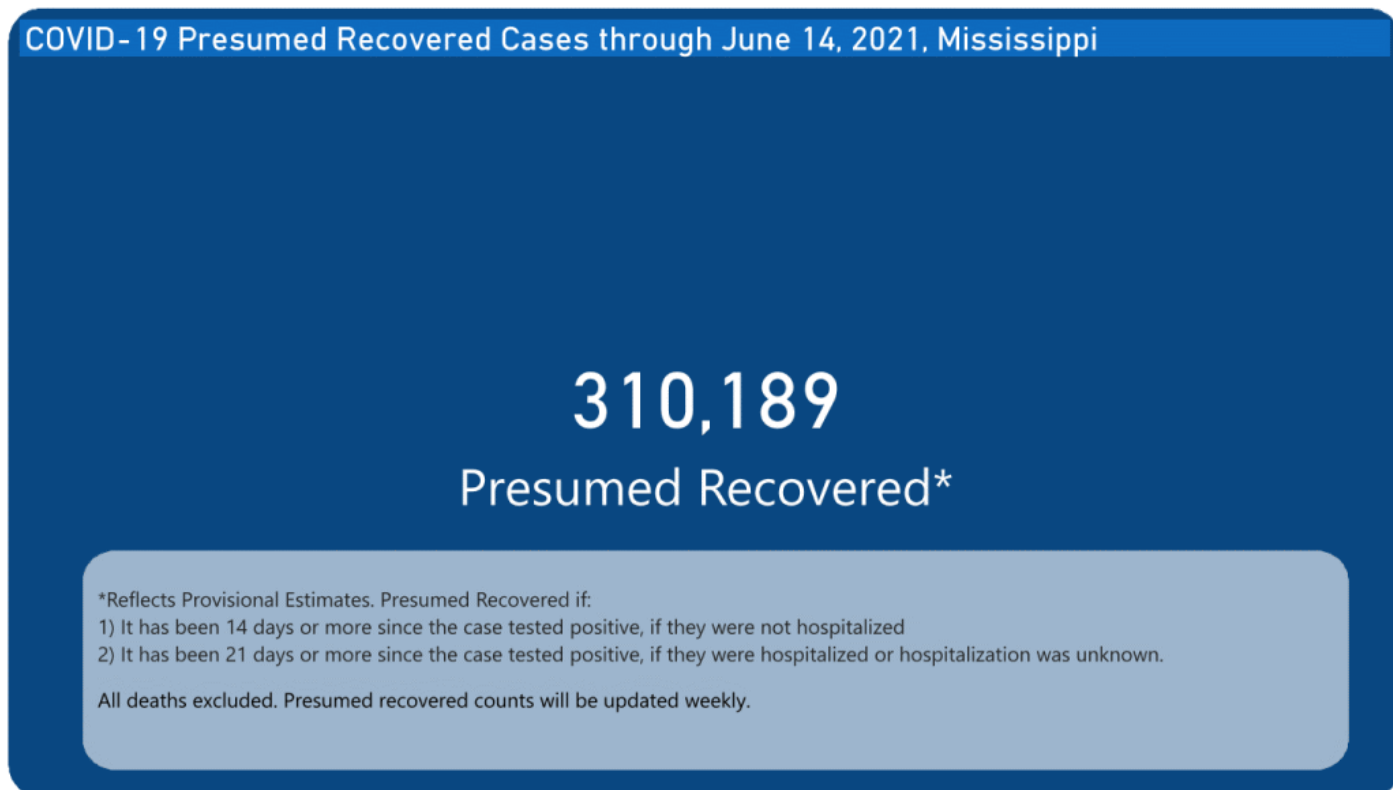 COVID-19 Presumed Recovered Cases through June 14, 2021, Mississippi
310,189
Presumed Recovered*
*Reflects Provisional Estimates. Presumed Recovered if:
1) It has been 14 days or more since the case tested positive, if they were not hospitalized
2) It has been 21 days or more since the case tested positive, if they were hospitalized or hospitalization was unknown.
All deaths excluded. Presumed recovered counts will be updated weekly.